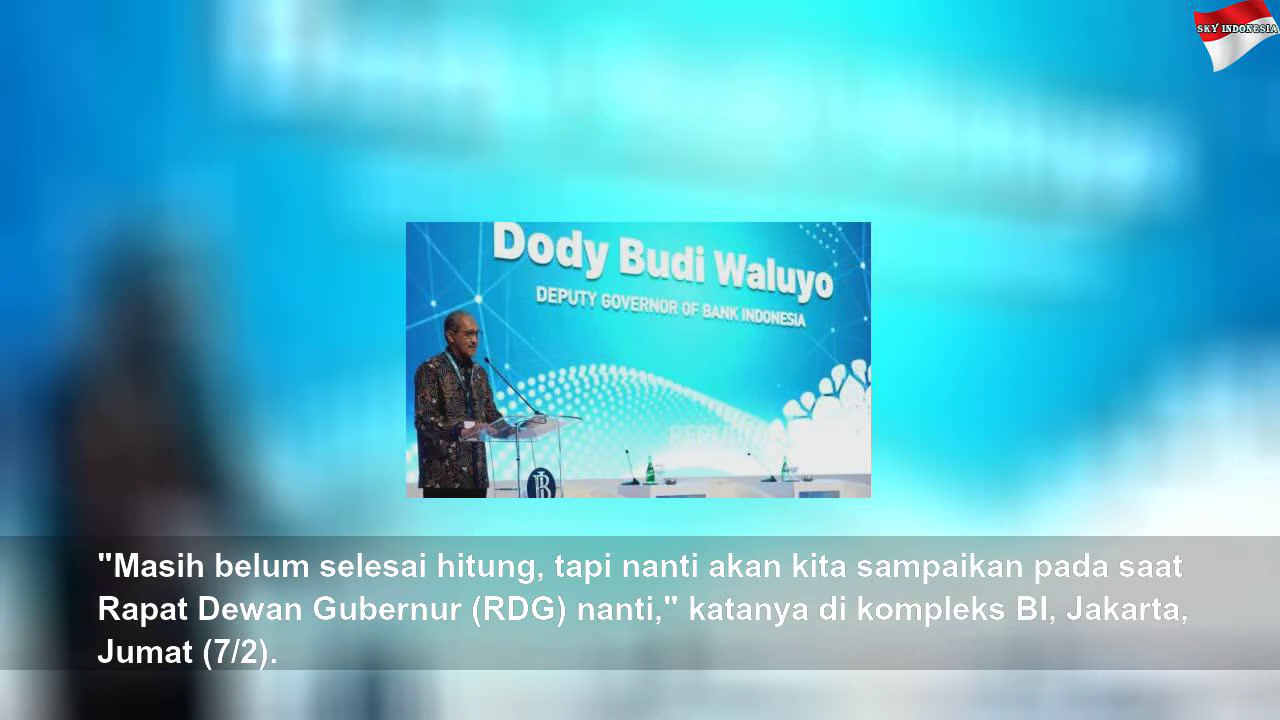 SKY INDONESIA
Dody Budi Waluyo
DEPUTY GOVERNOR OF BANK INDONESIA
"Masih belum selesai hitung, tapi nanti akan kita sampaikan pada saat
Rapat Dewan Gubernur (RDG) nanti," katanya di kompleks BI, Jakarta,
Jumat (7/2).